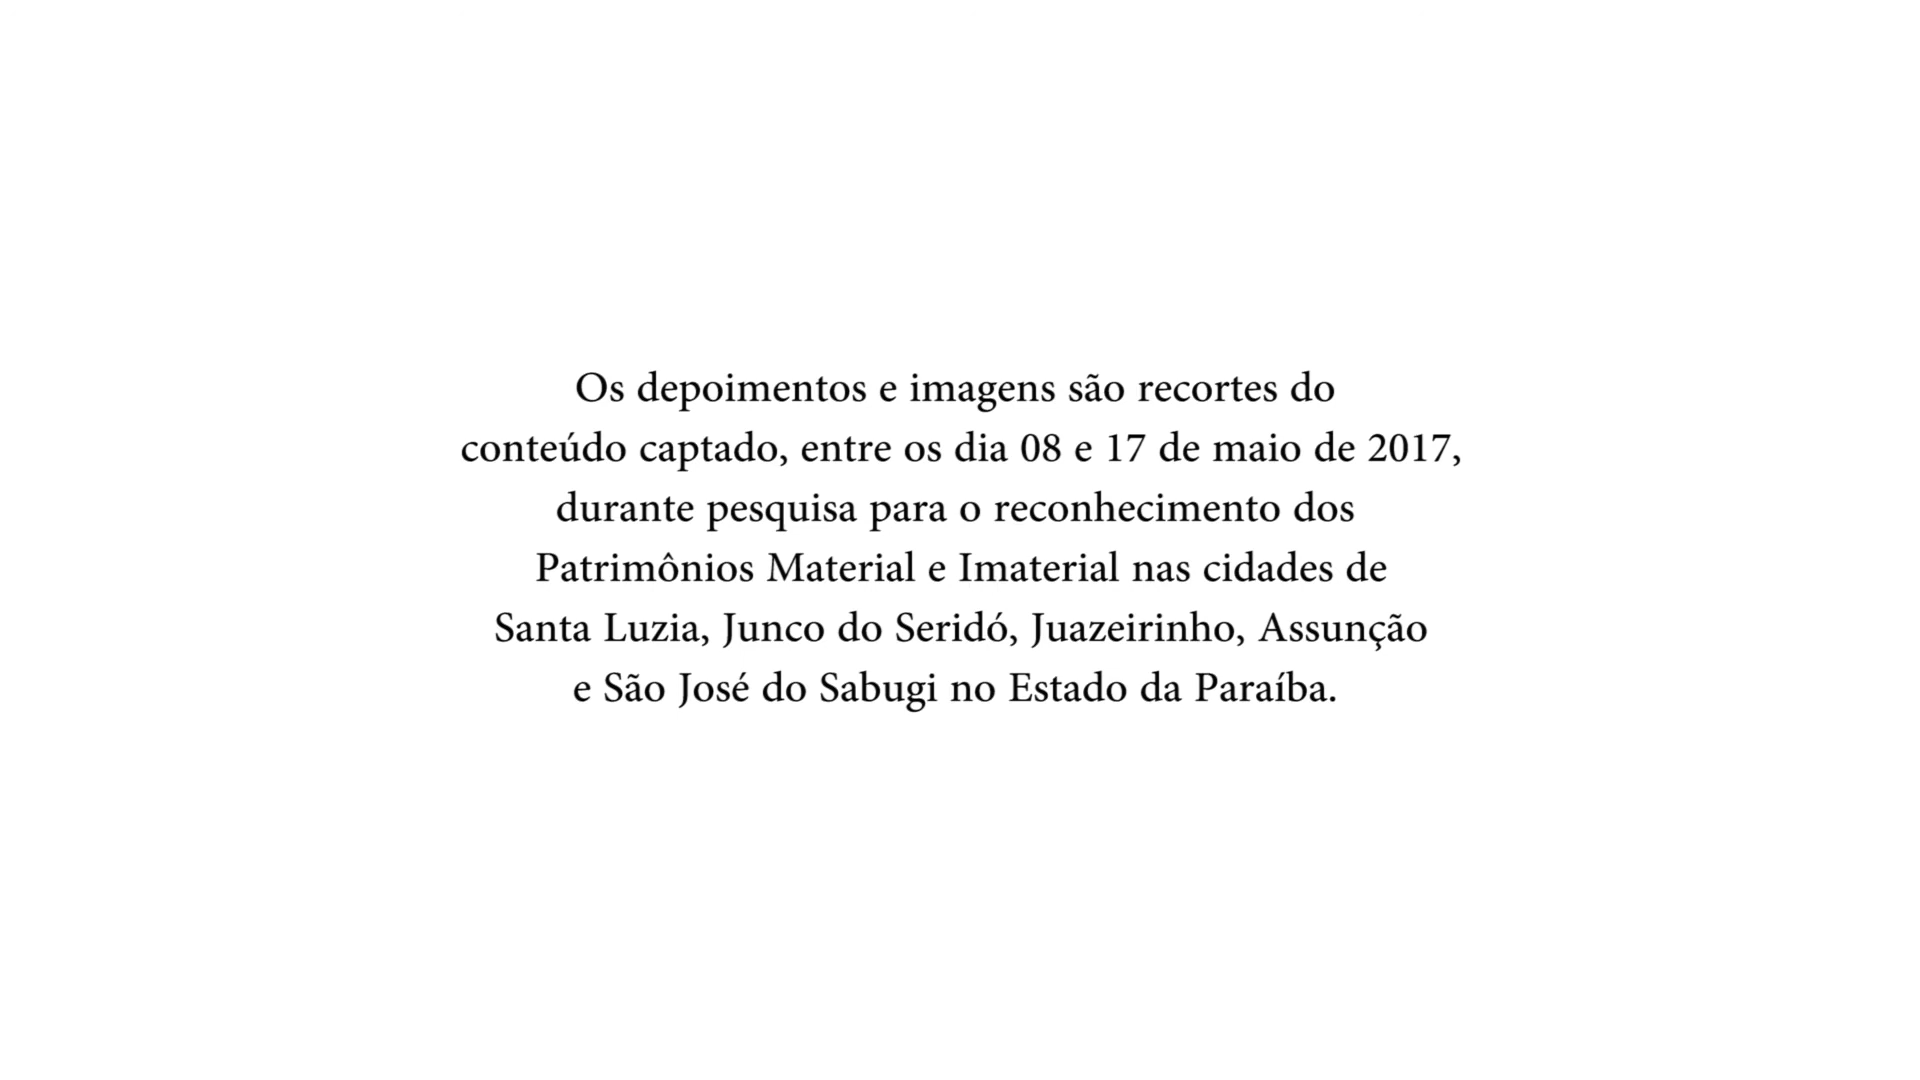 Os depoimentos e imagens são recortes do
conteúdo captado, entre os dia 08 e 17 de maio de 2017,
durante pesquisa para o reconhecimento dos
Patrimônios Material e Imaterial nas cidades de
Santa Luzia, Junco do Seridó, Juazeirinho, Assunção
e São José do Sabugi no Estado da Paraíba.